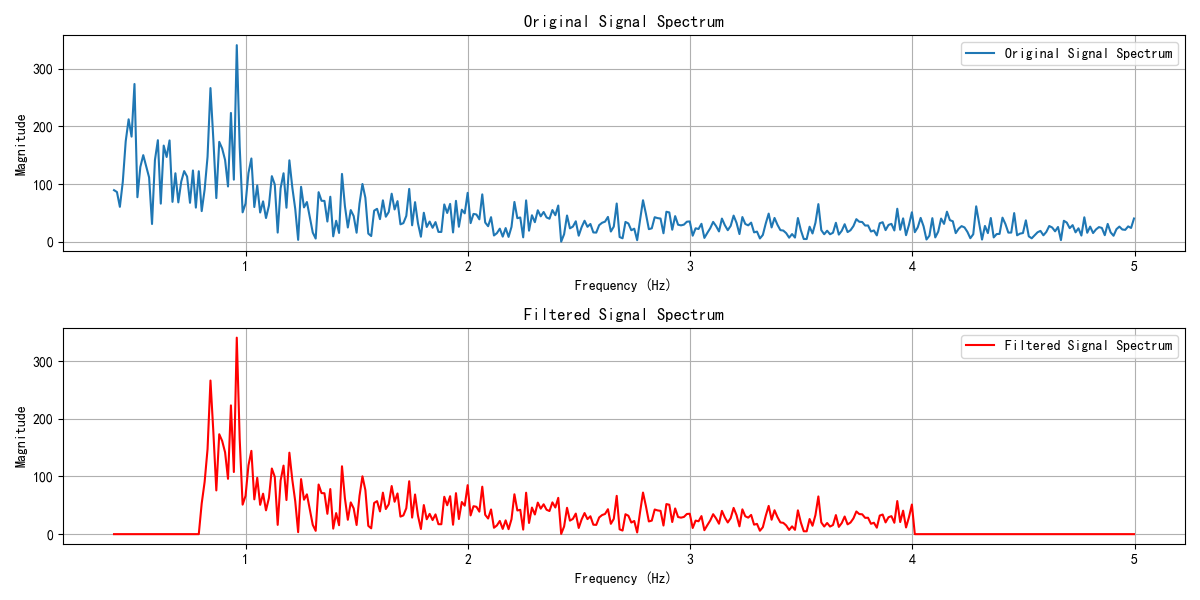 Original Signal Spectrum
Original Signal Spectrum
Magnitude
300
200
100
0
1
2
3
4
5
Frequency (Hz)
Filtered Signal Spectrum
Filtered Signal Spectrum
Magnitude
300
200
100
0
1
2
3
4
5
Frequency (Hz)